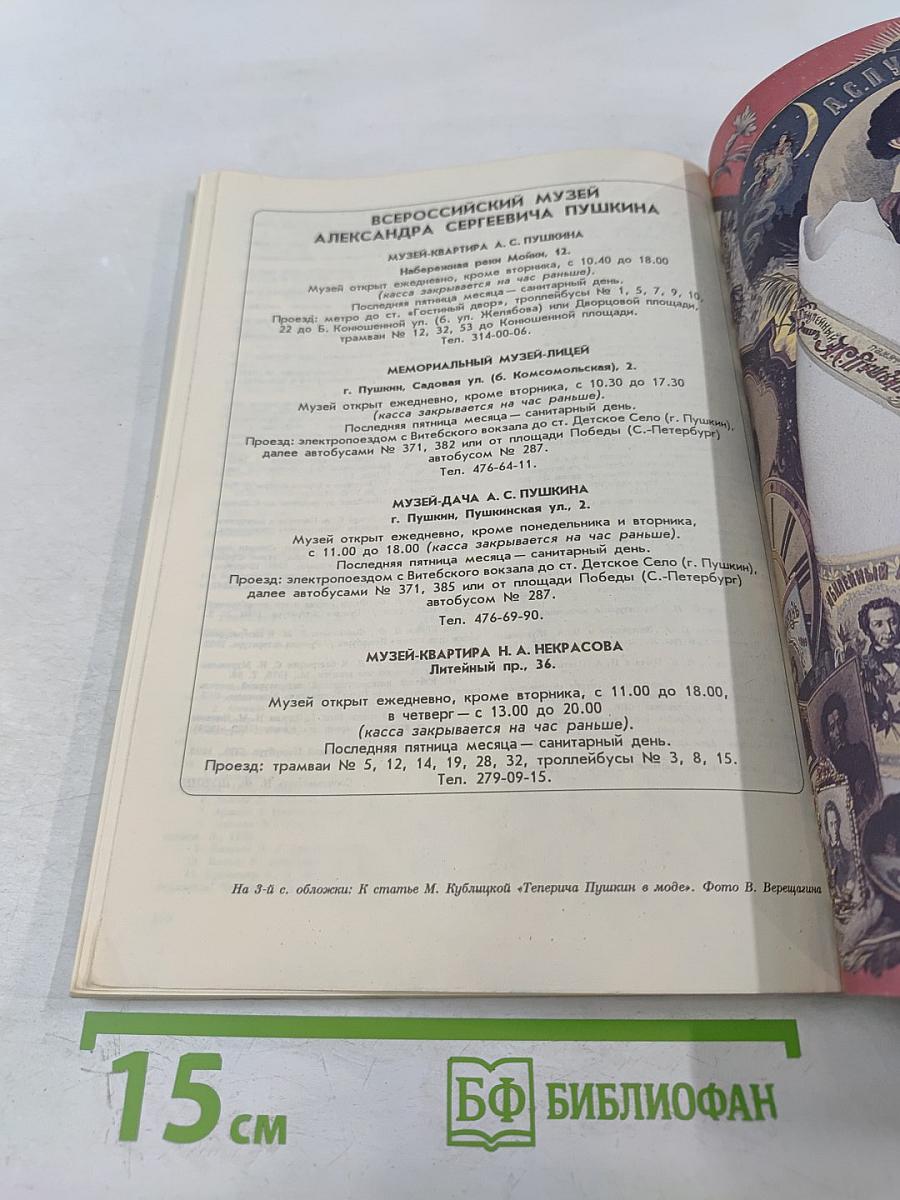 ВСЕРОССИЙСКИЙ МУЗЕЙ
АЛЕКСАНДРА СЕРГЕЕВИЧА ПУШКИНА
МУЗЕЙ-КВАРТИРА А. С. ПУШКИНА
Набережная реки Мойки, 12.
Музей открыт ежедневно, кроме вторника, с 10.40 до 18.00
(касса закрывается на час раньше).
Последняя пятница месяца — санитарный день.
Проезд: метро до ст. «Гостиный двор», троллейбусы № 1, 5, 7, 9, 10,
22 до Б. Конюшенной ул. (б. ул. Желябова) или Дворцовой площади,
трамваи № 12, 32, 53 до Конюшенной площади.
Тел. 314-00-06.
МЕМОРИАЛЬНЫЙ МУЗЕЙ-ЛИЦЕЙ
г. Пушкин, Садовая ул. (б. Комсомольская), 2.
Музей открыт ежедневно, кроме вторника, с 10.30 до 17.30
(касса закрывается на час раньше).
Последняя пятница месяца — санитарный день.
Проезд: электропоездом с Витебского вокзала до ст. Детское Село (г. Пушкин),
далее автобусами № 371, 382 или от площади Победы (С.-Петербург)
автобусом № 287.
Тел. 476-64-11.
МУЗЕЙ-ДАЧА А. С. ПУШКИНА
г. Пушкин, Пушкинская ул., 2.
Музей открыт ежедневно, кроме понедельника и вторника,
с 11.00 до 18.00 (касса закрывается на час раньше).
Последняя пятница месяца — санитарный день.
Проезд: электропоездом с Витебского вокзала до ст. Детское Село (г. Пушкин),
далее автобусами № 371, 385 или от площади Победы (С.-Петербург)
автобусом № 287.
Тел. 476-69-90.
МУЗЕЙ-КВАРТИРА Н. А. НЕКРАСОВА
Литейный пр., 36.
Музей открыт ежедневно, кроме вторника, с 11.00 до 18.00,
в четверг — с 13.00 до 20.00
(касса закрывается на час раньше).
Последняя пятница месяца — санитарный день.
Проезд: трамваи № 5, 12, 14, 19, 28, 32, троллейбусы № 3, 8, 15.
Тел. 279-09-15.
На 3-й с. обложки: К статье М. Кублицкой «Теперича Пушкин в моде». Фото В. Верещагина
А.С.ПУ
15 см
БФ БИБЛИОФАН